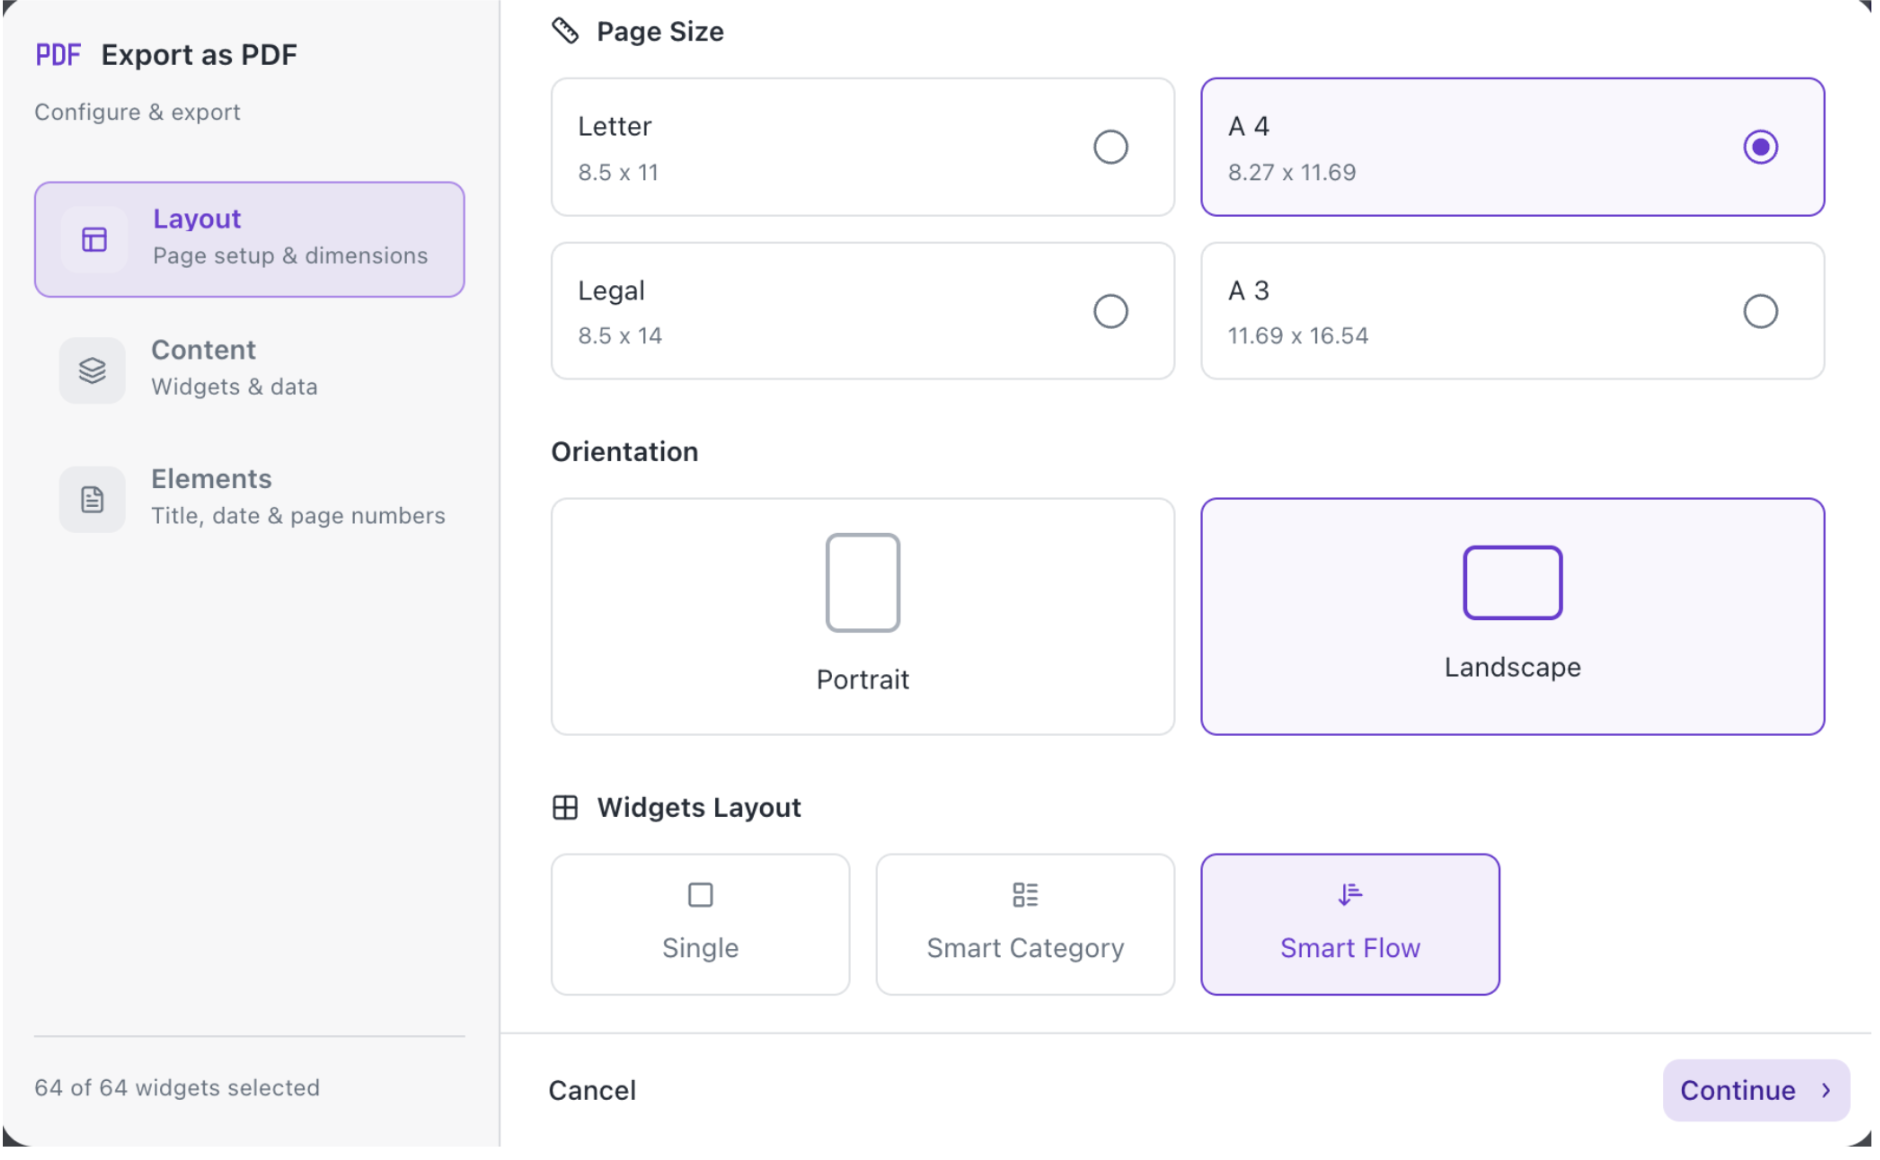 PDF Export as PDF
Configure & export
Layout
Page setup & dimensions
Content
Widgets & data
Elements
Title, date & page numbers
64 of 64 widgets selected
Page Size
Letter
8.5 x 11
A 4
8.27 x 11.69
Legal
8.5 x 14
A 3
11.69 x 16.54
Orientation
Portrait
Landscape
Widgets Layout
Single
Smart Category
Smart Flow
Cancel
Continue